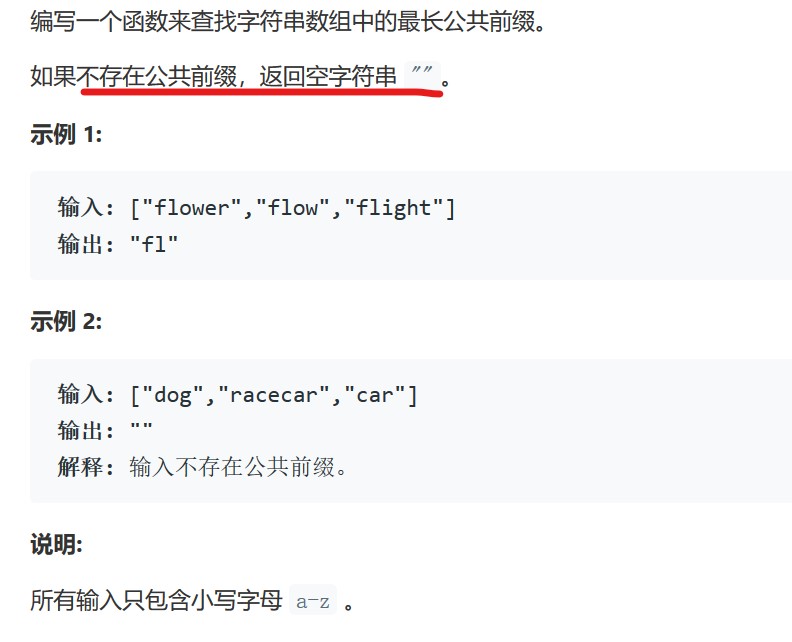 编写一个函数来查找字符串数组中的最长公共前缀。
如果不存在公共前缀，返回空字符串 ""。
示例 1:
输入: ["flower","flow","flight"]
输出: "fl"
示例 2:
输入: ["dog","racecar","car"]
输出: ""
解释: 输入不存在公共前缀。
说明:
所有输入只包含小写字母 a-z 。